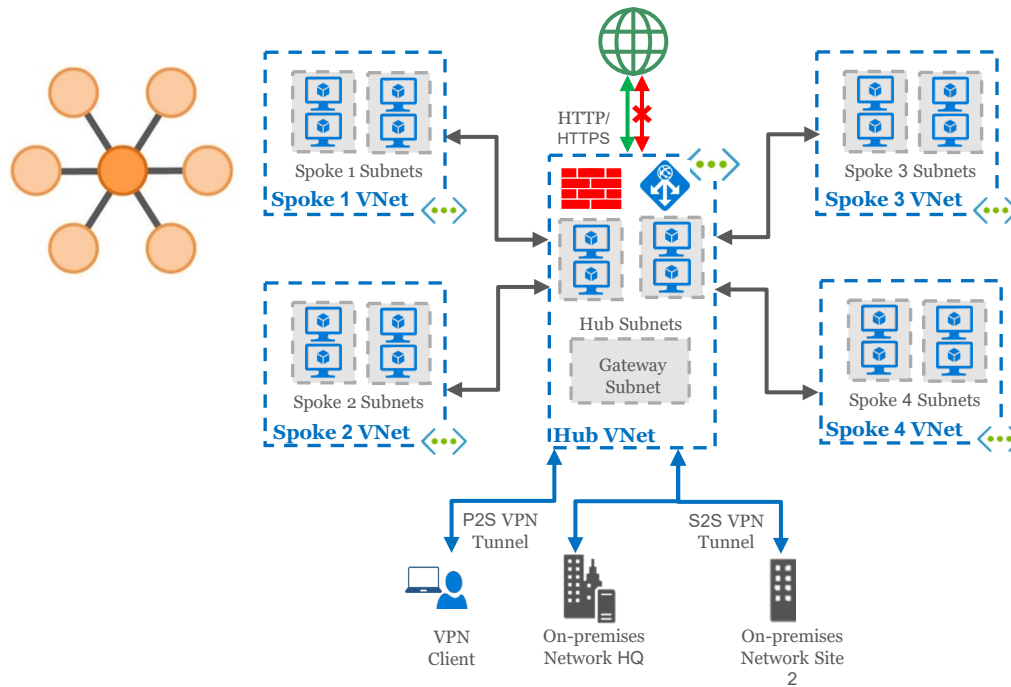 HTTP/
HTTPS
Spoke 1 Subnets
Spoke 1 VNet
Spoke 3 Subnets
Spoke 3 VNet
Hub Subnets
Gateway
Subnet
Hub VNet
Spoke 2 Subnets
Spoke 2 VNet
Spoke 4 Subnets
Spoke 4 VNet
P2S VPN
Tunnel
S2S VPN
Tunnel
VPN
Client
On-premises
Network HQ
On-premises
Network Site
2